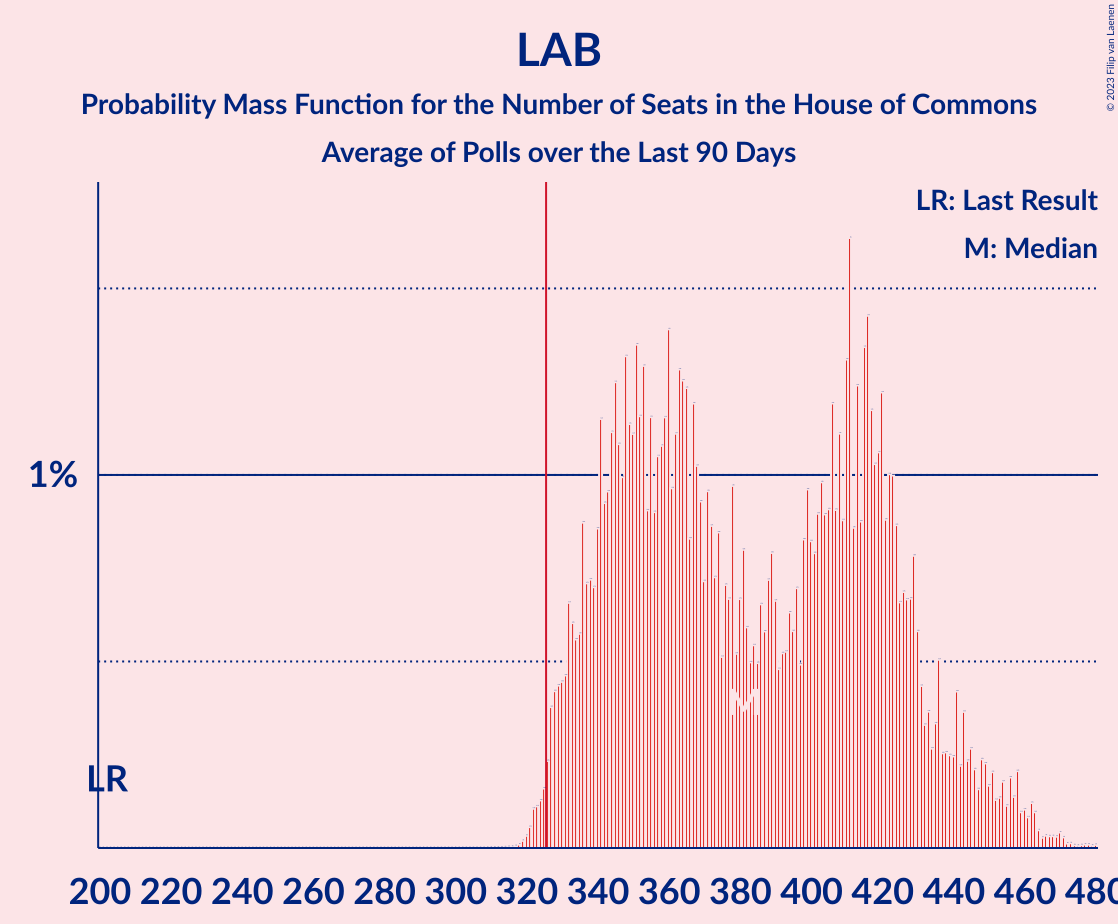 LAB
Probability Mass Function for the Number of Seats in the House of Commons
Average of Polls over the Last 90 Days
© 2023 Filip van Laenen
LR: Last Result
M: Median
1%
M
LR
200 220 240 260 280 300 320 340 360 380 400 420 440 460 480